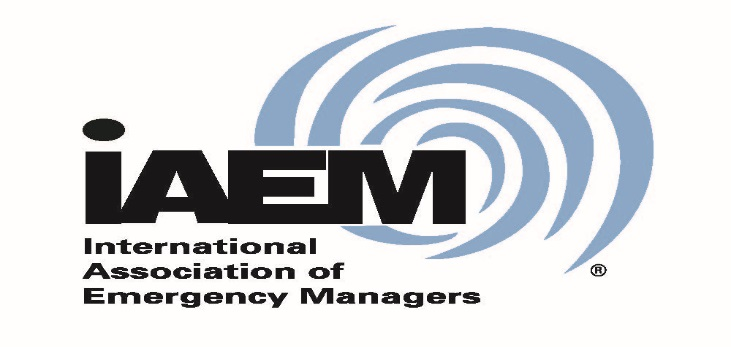 iAEM
International
Association of
Emergency Managers
®